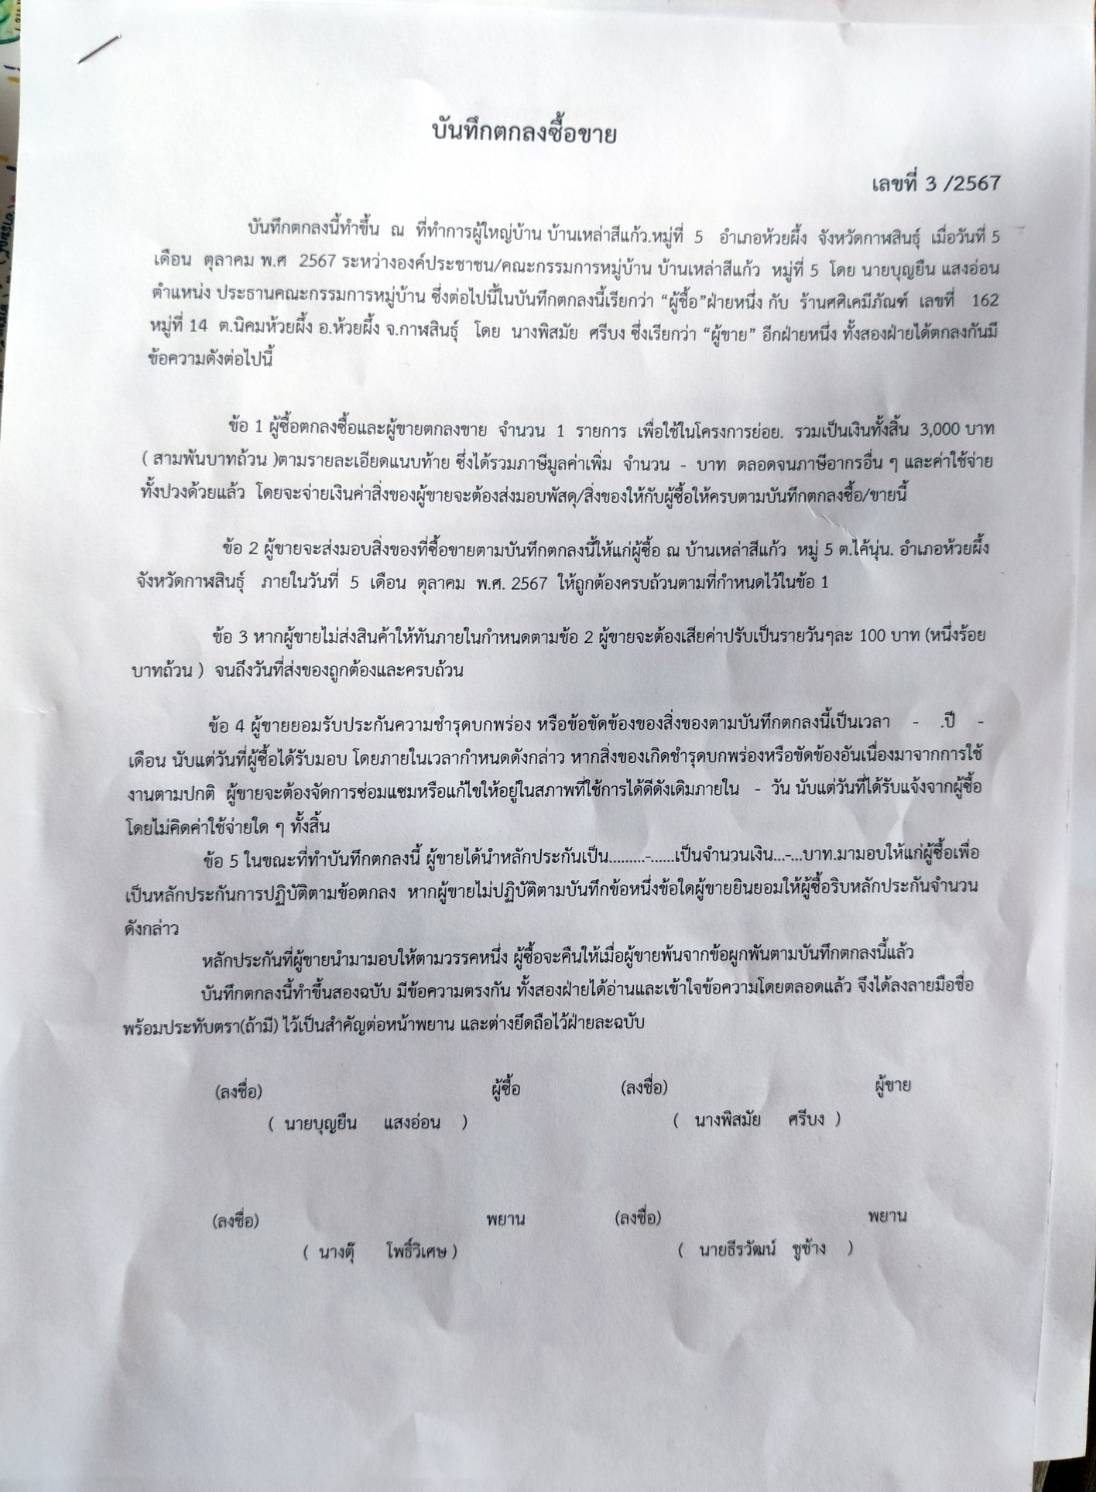 บันทึกตกลงซื้อขาย
เลขที่ 3 /2567
บันทึกตกลงนี้ทำขึ้น ณ ที่ทำการผู้ใหญ่บ้าน บ้านเหล่าสีแก้ว.หมู่ที่ 5 อำเภอห้วยผึ้ง จังหวัดกาฬสินธุ์ เมื่อวันที่ 5
เดือน ตุลาคม พ.ศ 2567 ระหว่างองค์ประชาชน/คณะกรรมการหมู่บ้าน บ้านเหล่าสีแก้ว หมู่ที่ 5 โดย นายบุญยืน แสงอ่อน
ตำแหน่ง ประธานคณะกรรมการหมู่บ้าน ซึ่งต่อไปนี้ในบันทึกตกลงนี้เรียกว่า “ผู้ซื้อ”ฝ่ายหนึ่ง กับ ร้านศศิเคมีภัณฑ์ เลขที่ 162
หมู่ที่ 14 ต.นิคมห้วยผึ้ง อ.ห้วยผึ้ง จ.กาฬสินธุ์ โดย นางพิสมัย ศรีบง ซึ่งเรียกว่า “ผู้ขาย” อีกฝ่ายหนึ่ง ทั้งสองฝ่ายได้ตกลงกันมี
ข้อความดังต่อไปนี้
ข้อ 1 ผู้ซื้อตกลงซื้อและผู้ขายตกลงขาย จำนวน 1 รายการ เพื่อใช้ในโครงการย่อย. รวมเป็นเงินทั้งสิ้น 3,000 บาท
( สามพันบาทถ้วน )ตามรายละเอียดแนบท้าย ซึ่งได้รวมภาษีมูลค่าเพิ่ม จำนวน - บาท ตลอดจนภาษีอากรอื่น ๆ และค่าใช้จ่าย
ทั้งปวงด้วยแล้ว โดยจะจ่ายเงินค่าสิ่งของผู้ขายจะต้องส่งมอบพัสดุ/สิ่งของให้กับผู้ซื้อให้ครบตามบันทึกตกลงซื้อ/ขายนี้
ข้อ 2 ผู้ขายจะส่งมอบสิ่งของที่ซื้อขายตามบันทึกตกลงนี้ให้แก่ผู้ซื้อ ณ บ้านเหล่าสีแก้ว หมู่ 5 ต.ไค้นุ่น. อำเภอห้วยผึ้ง
จังหวัดกาฬสินธุ์ ภายในวันที่ 5 เดือน ตุลาคม พ.ศ. 2567 ให้ถูกต้องครบถ้วนตามที่กำหนดไว้ในข้อ 1
ข้อ 3 หากผู้ขายไม่ส่งสินค้าให้ทันภายในกำหนดตามข้อ 2 ผู้ขายจะต้องเสียค่าปรับเป็นรายวันๆละ 100 บาท (หนึ่งร้อย
บาทถ้วน ) จนถึงวันที่ส่งของถูกต้องและครบถ้วน
ข้อ 4 ผู้ขายยอมรับประกันความชำรุดบกพร่อง หรือข้อขัดข้องของสิ่งของตามบันทึกตกลงนี้เป็นเวลา - .ปี -
เดือน นับแต่วันที่ผู้ซื้อได้รับมอบ โดยภายในเวลากำหนดดังกล่าว หากสิ่งของเกิดชำรุดบกพร่องหรือขัดข้องอันเนื่องมาจากการใช้
งานตามปกติ ผู้ขายจะต้องจัดการซ่อมแซมหรือแก้ไขให้อยู่ในสภาพที่ใช้การได้ดีดังเดิมภายใน - วัน นับแต่วันที่ได้รับแจ้งจากผู้ซื้อ
โดยไม่คิดค่าใช้จ่ายใด ๆ ทั้งสิ้น
ข้อ 5 ในขณะที่ทำบันทึกตกลงนี้ ผู้ขายได้นำหลักประกันเป็น.........-......เป็นจำนวนเงิน...-...บาท.มามอบให้แก่ผู้ซื้อเพื่อ
เป็นหลักประกันการปฏิบัติตามข้อตกลง หากผู้ขายไม่ปฏิบัติตามบันทึกข้อหนึ่งข้อใดผู้ขายยินยอมให้ผู้ซื้อริบหลักประกันจำนวน
ดังกล่าว
หลักประกันที่ผู้ขายนำมามอบให้ตามวรรคหนึ่ง ผู้ซื้อจะคืนให้เมื่อผู้ขายพ้นจากข้อผูกพันตามบันทึกตกลงนี้แล้ว
บันทึกตกลงนี้ทำขึ้นสองฉบับ มีข้อความตรงกัน ทั้งสองฝ่ายได้อ่านและเข้าใจข้อความโดยตลอดแล้ว จึงได้ลงลายมือชื่อ
พร้อมประทับตรา(ถ้ามี) ไว้เป็นสำคัญต่อหน้าพยาน และต่างยึดถือไว้ฝ่ายละฉบับ
(ลงชื่อ) ผู้ซื้อ (ลงชื่อ) ผู้ขาย
( นายบุญยืน แสงอ่อน ) ( นางพิสมัย ศรีบง )
(ลงชื่อ) พยาน (ลงชื่อ) พยาน
( นางตุ๊ โพธิ์วิเศษ ) ( นายธีรวัฒน์ ชูช้าง )